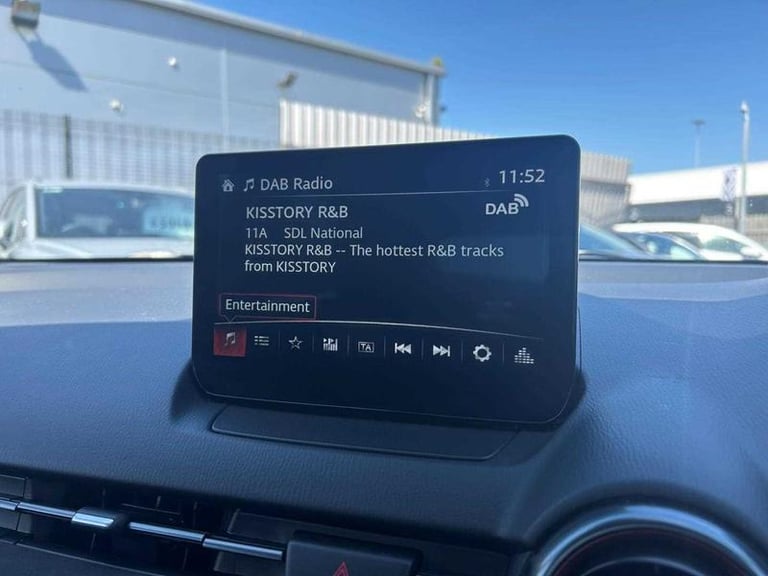 DAB Radio 11:52
KISSTORY R&B DAB
11A SDL National
KISSTORY R&B -- The hottest R&B tracks
from KISSTORY
Entertainment
TA